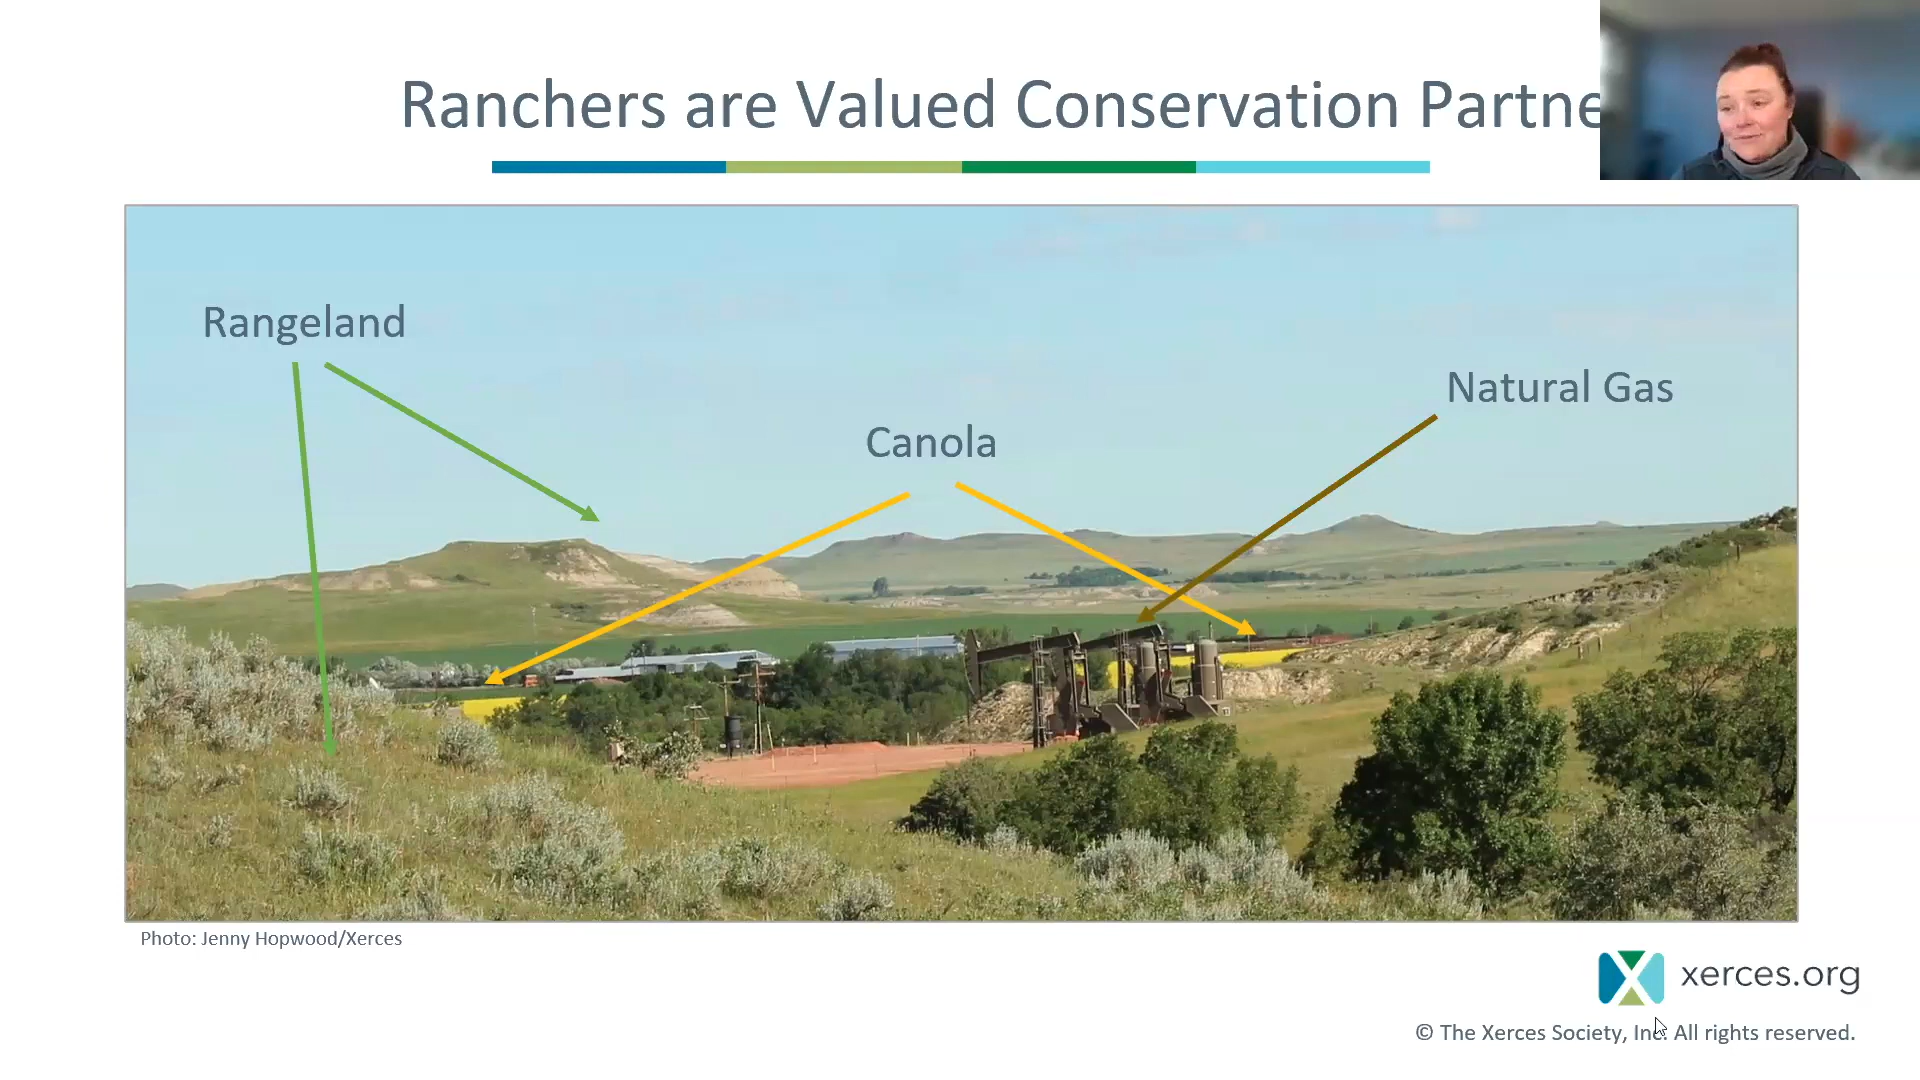 Ranchers are Valued Conservation Partne
Rangeland
Natural Gas
Canola
Photo: Jenny Hopwood/Xerces
xerces.org
© The Xerces Society, Inc. All rights reserved.